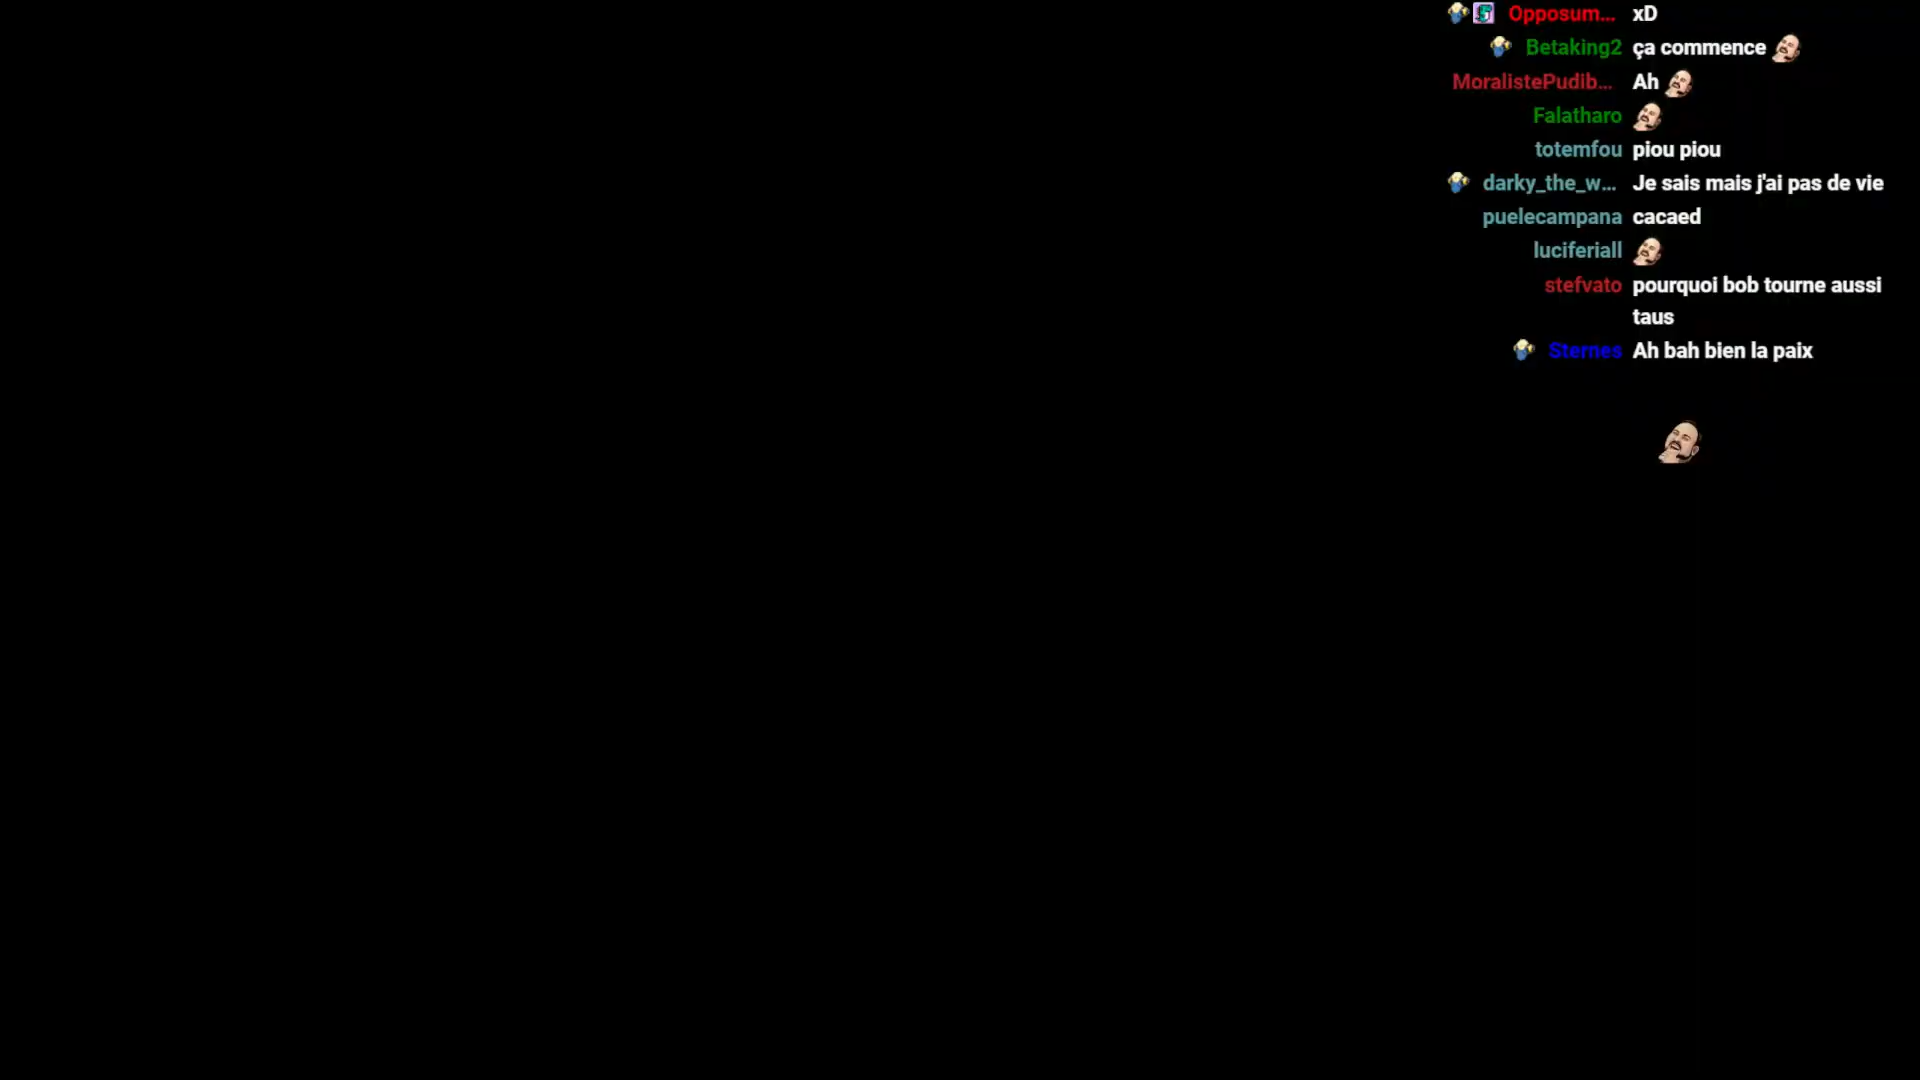 Opposum... xD
Betaking2 ça commence
MoralistePudib... Ah
Falatharo
totemfou piou piou
darky_the_w... Je sais mais j'ai pas de vie
puelecampana cacaed
luciferiall
stefvato pourquoi bob tourne aussi
taus
Sternes Ah bah bien la paix